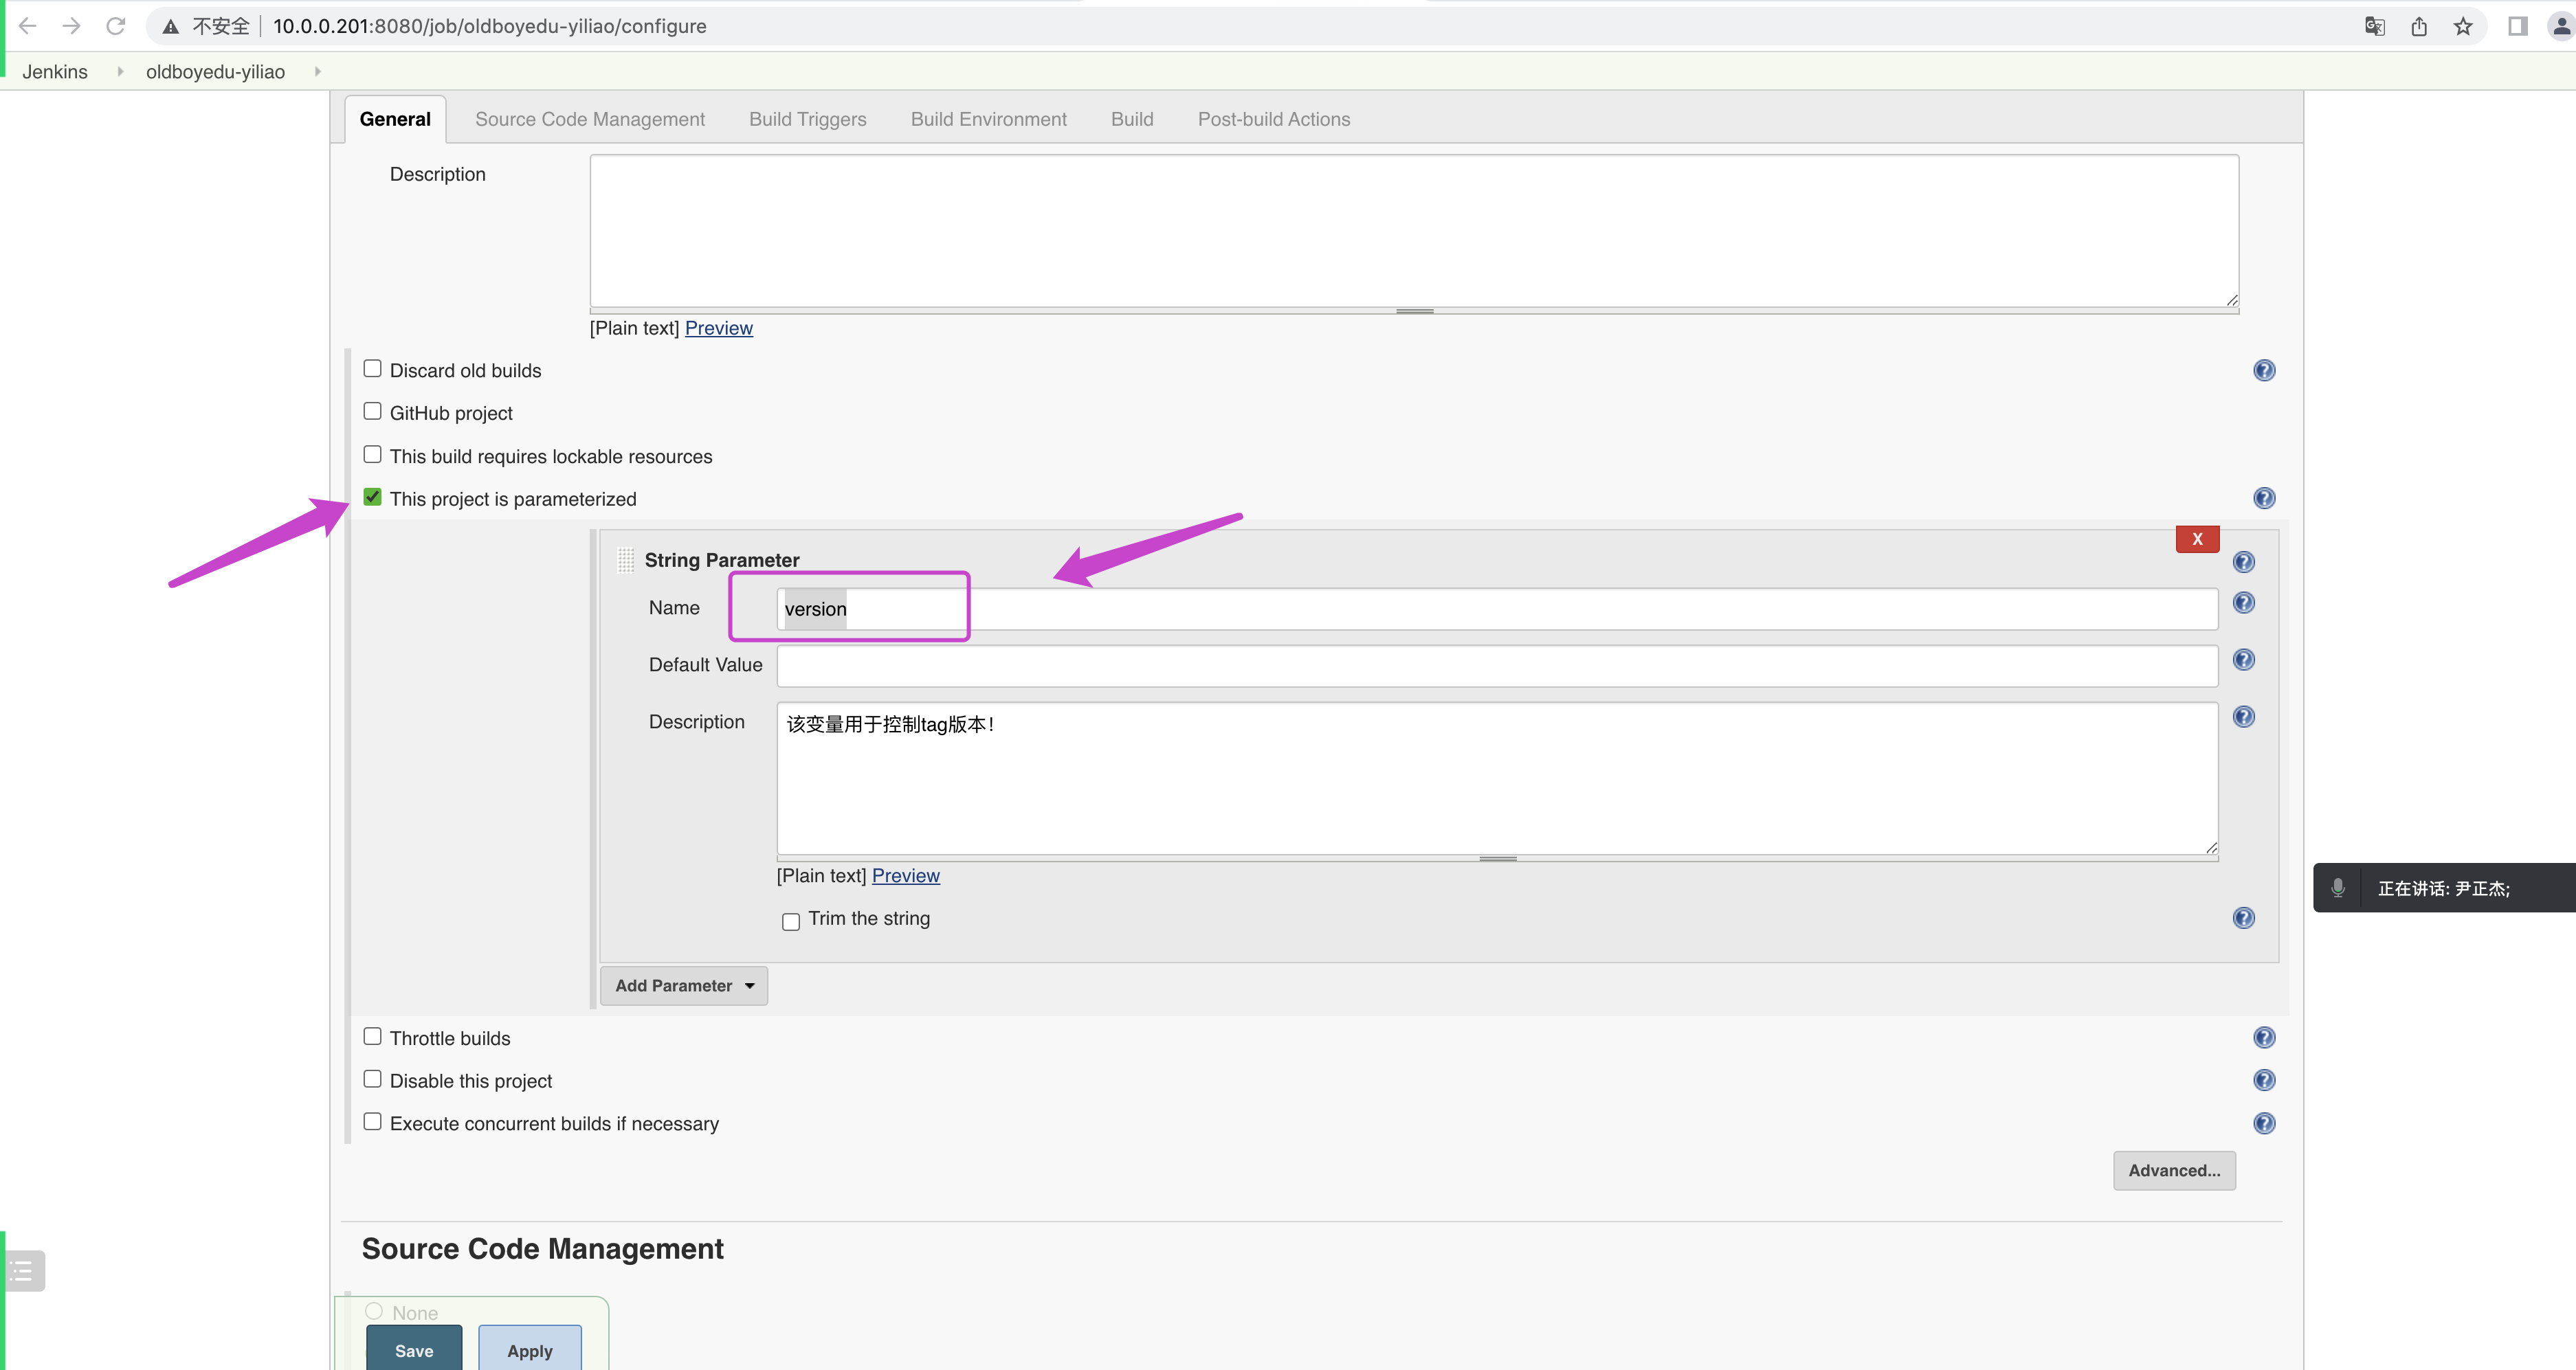 不安全 10.0.0.201:8080/job/oldboyedu-yiliao/configure
Jenkins oldboyedu-yiliao
General Source Code Management Build Triggers Build Environment Build Post-build Actions
Description
[Plain text] Preview
Discard old builds
GitHub project
This build requires lockable resources
This project is parameterized
X
String Parameter
Name version
Default Value
Description 该变量用于控制tag版本!
[Plain text] Preview
Trim the string
正在讲话: 尹正杰;
Add Parameter
Throttle builds
Disable this project
Execute concurrent builds if necessary
Advanced...
Source Code Management
None
Save Apply